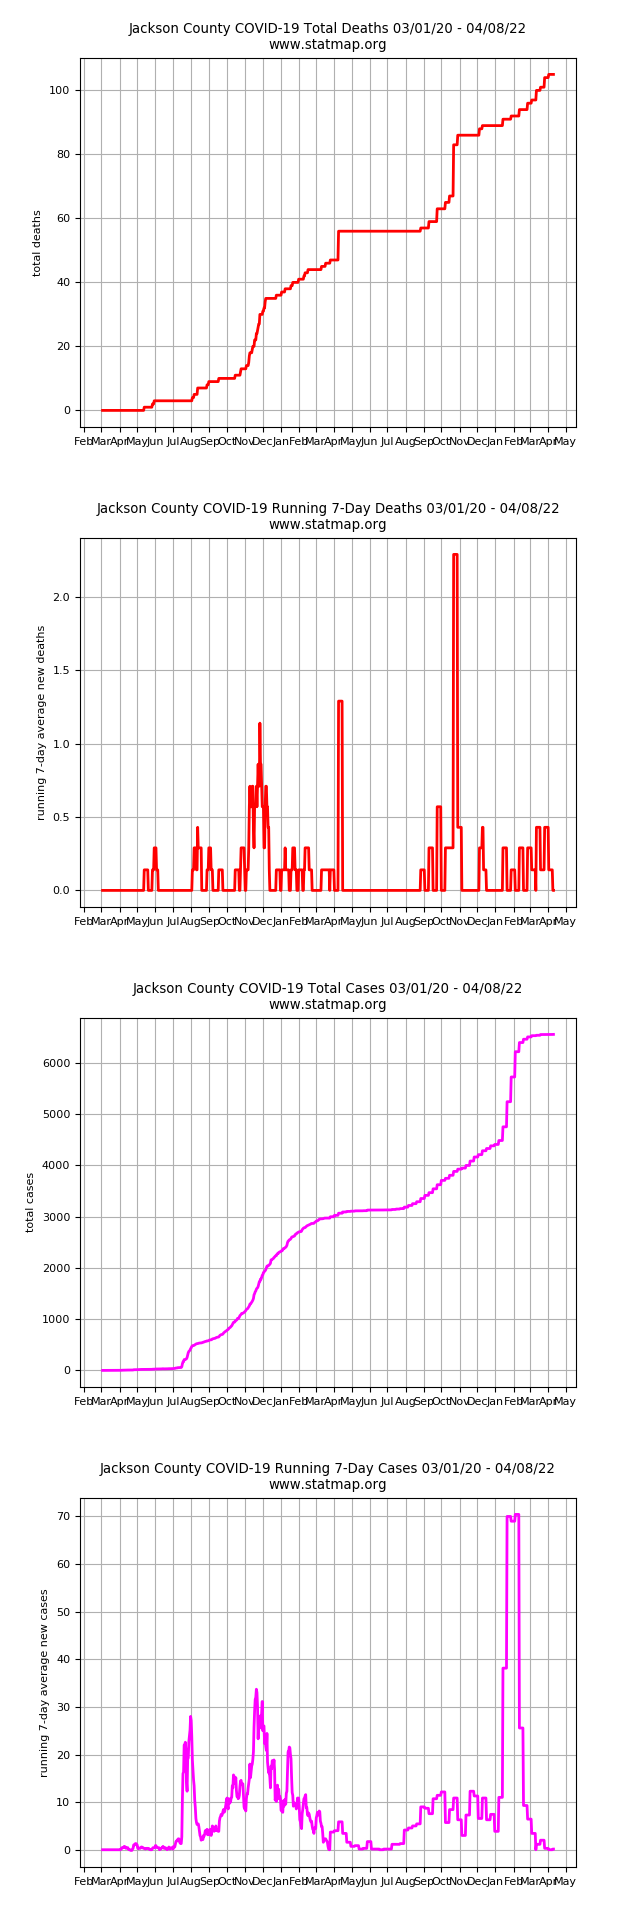 Jackson County COVID-19 Total Deaths 03/01/20 - 04/08/22
www.statmap.org
100
80
60
40
20
0
total deaths
Feb Mar Apr May Jun Jul Aug Sep Oct Nov Dec Jan Feb Mar Apr May Jun Jul Aug Sep Oct Nov Dec Jan Feb Mar Apr May
Jackson County COVID-19 Running 7-Day Deaths 03/01/20 - 04/08/22
www.statmap.org
2.0
1.5
1.0
0.5
0.0
running 7-day average new deaths
Feb Mar Apr May Jun Jul Aug Sep Oct Nov Dec Jan Feb Mar Apr May Jun Jul Aug Sep Oct Nov Dec Jan Feb Mar Apr May
Jackson County COVID-19 Total Cases 03/01/20 - 04/08/22
www.statmap.org
6000
5000
4000
3000
2000
1000
0
total cases
Feb Mar Apr May Jun Jul Aug Sep Oct Nov Dec Jan Feb Mar Apr May Jun Jul Aug Sep Oct Nov Dec Jan Feb Mar Apr May
Jackson County COVID-19 Running 7-Day Cases 03/01/20 - 04/08/22
www.statmap.org
70
60
50
40
30
20
10
0
running 7-day average new cases
Feb Mar Apr May Jun Jul Aug Sep Oct Nov Dec Jan Feb Mar Apr May Jun Jul Aug Sep Oct Nov Dec Jan Feb Mar Apr May